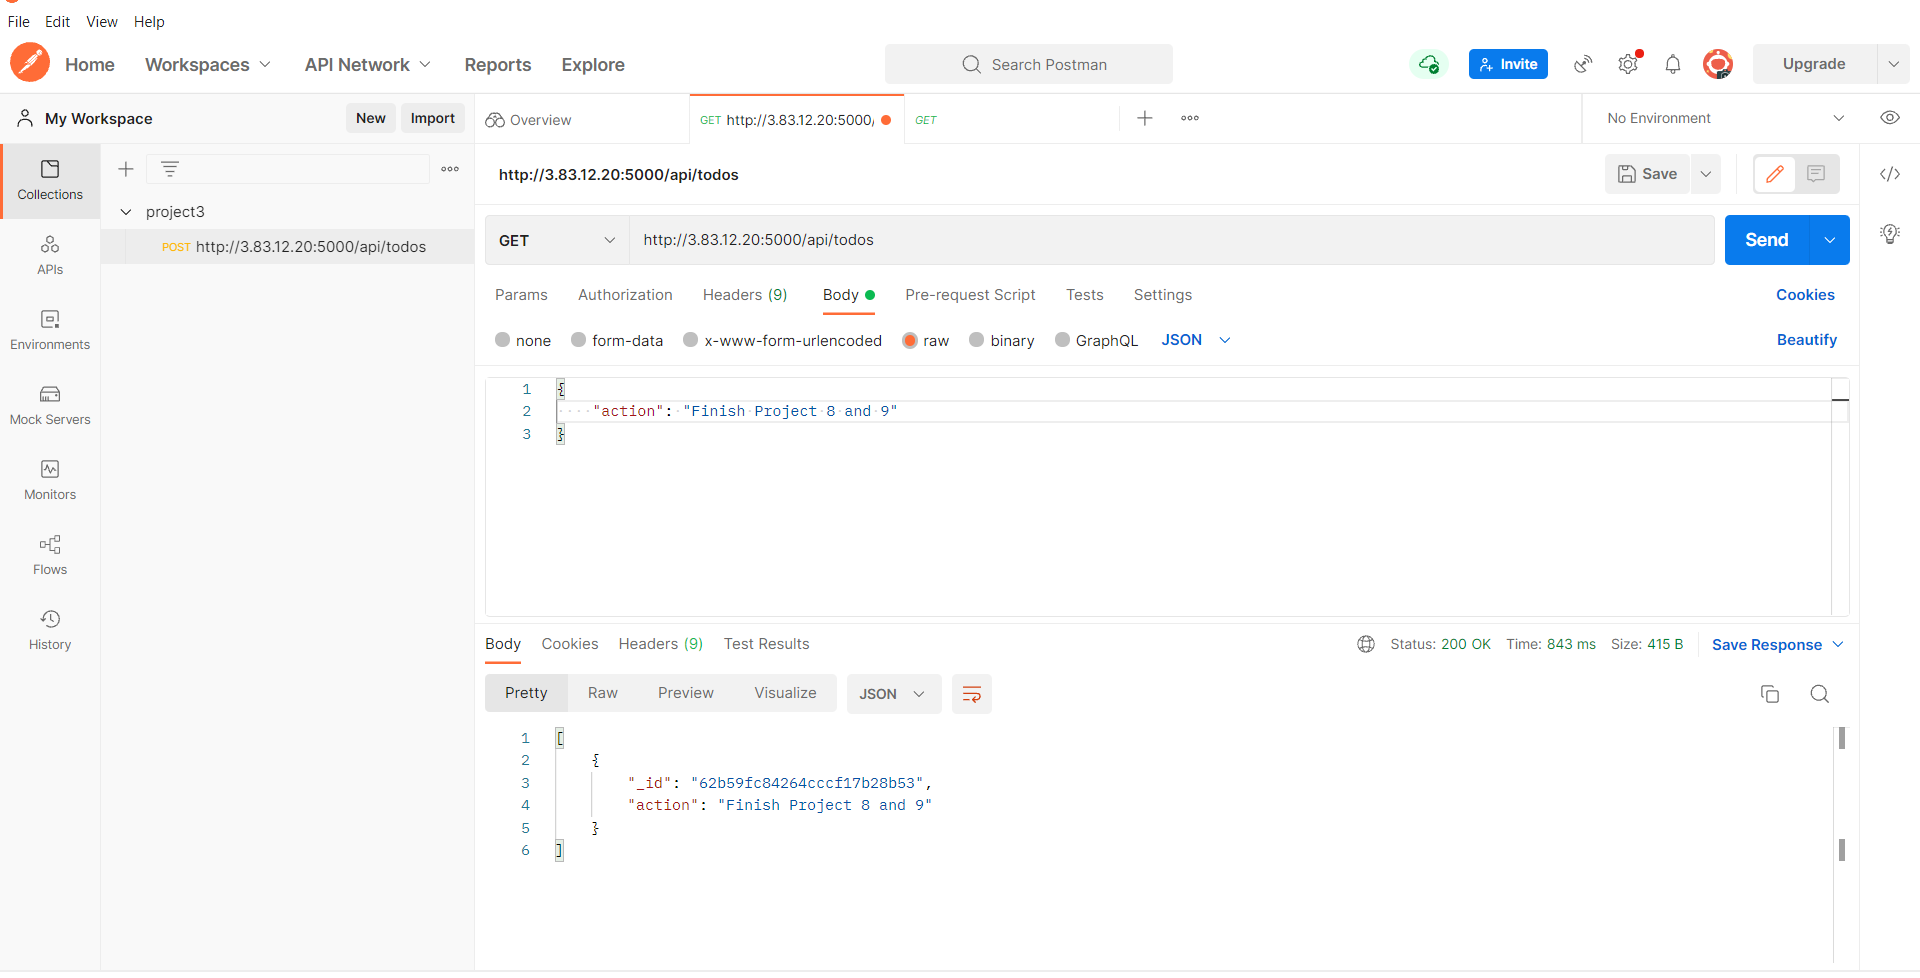 File Edit View Help
Home Workspaces API Network Reports Explore Search Postman Invite Upgrade
My Workspace New Import Overview GET http://3.83.12.20:5000/ GET No Environment
Collections
http://3.83.12.20:5000/api/todos Save
project3
POST http://3.83.12.20:5000/api/todos
GET http://3.83.12.20:5000/api/todos Send
APIs
Params Authorization Headers (9) Body Pre-request Script Tests Settings Cookies
Environments
none form-data x-www-form-urlencoded raw binary GraphQL JSON Beautify
1 {
2 "action": "Finish Project 8 and 9"
3 }
Mock Servers
Monitors
Flows
History
Body Cookies Headers (9) Test Results Status: 200 OK Time: 843 ms Size: 415 B Save Response
Pretty Raw Preview Visualize JSON
1 [
2 {
3 "_id": "62b59fc84264cccf17b28b53",
4 "action": "Finish Project 8 and 9"
5 }
6 ]